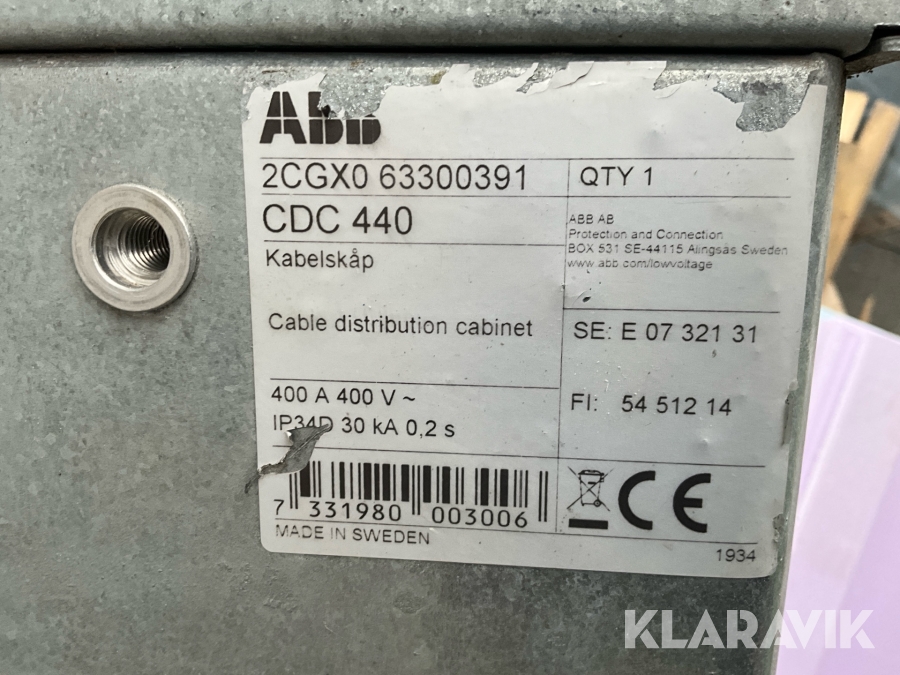 ABB
2CGX0 63300391
QTY 1
CDC 440
Kabelskåp
ABB AB
Protection and Connection
BOX 531 SE-44115 Alingsås Sweden
www.abb.com/lowvoltage
Cable distribution cabinet
SE: E 07 321 31
400 A 400 V ~
FI: 54 512 14
IP34D 30 kA 0,2 s
7 331980 003006
CE
MADE IN SWEDEN
1934
KLARAVIK